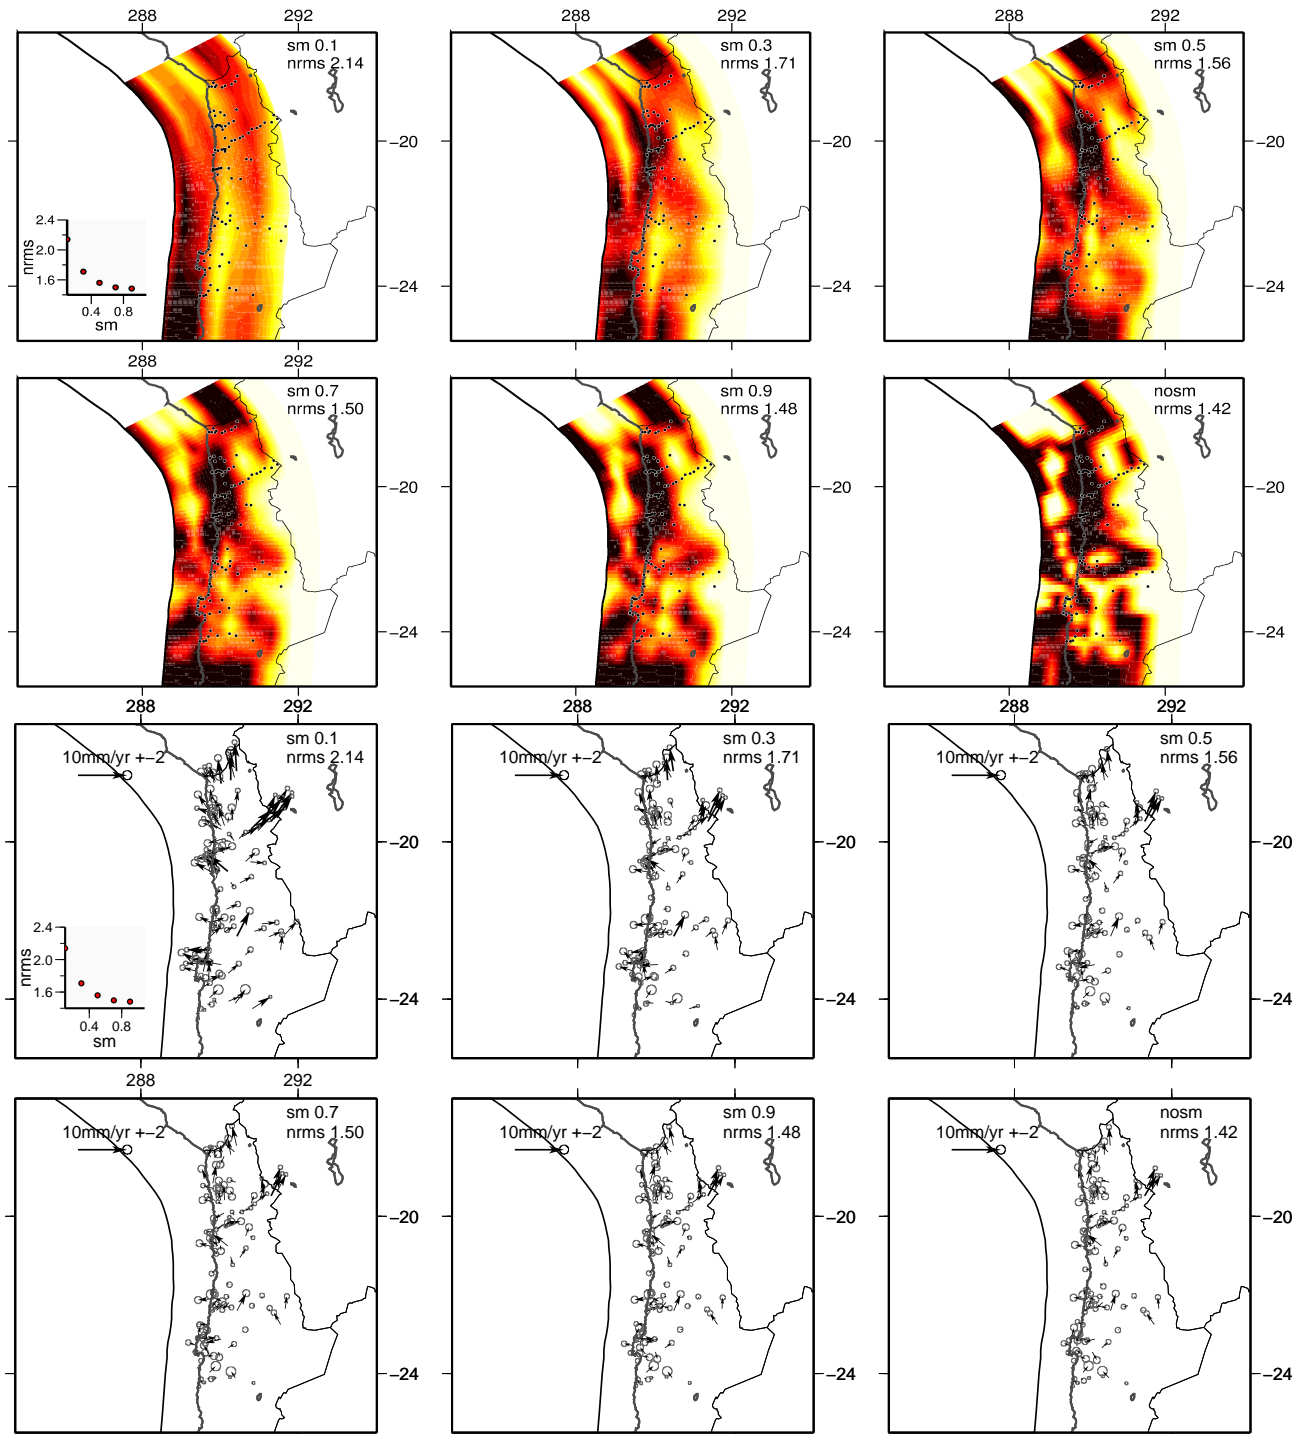 288
292
288
292
288
292
sm 0.1
nrms 2.14
sm 0.3
nrms 1.71
sm 0.5
nrms 1.56
−20
−20
−20
−24
−24
−24
2.4
2.0
1.6
nrms
0.4 0.8
sm
288
292
sm 0.7
nrms 1.50
sm 0.9
nrms 1.48
nosm
nrms 1.42
−20
−20
−20
−24
−24
−24
288
292
288
292
288
292
sm 0.1
nrms 2.14
10mm/yr +−2
sm 0.3
nrms 1.71
10mm/yr +−2
sm 0.5
nrms 1.56
10mm/yr +−2
−20
−20
−20
−24
−24
−24
2.4
2.0
1.6
nrms
0.4 0.8
sm
288
292
sm 0.7
nrms 1.50
10mm/yr +−2
sm 0.9
nrms 1.48
10mm/yr +−2
nosm
nrms 1.42
10mm/yr +−2
−20
−20
−20
−24
−24
−24